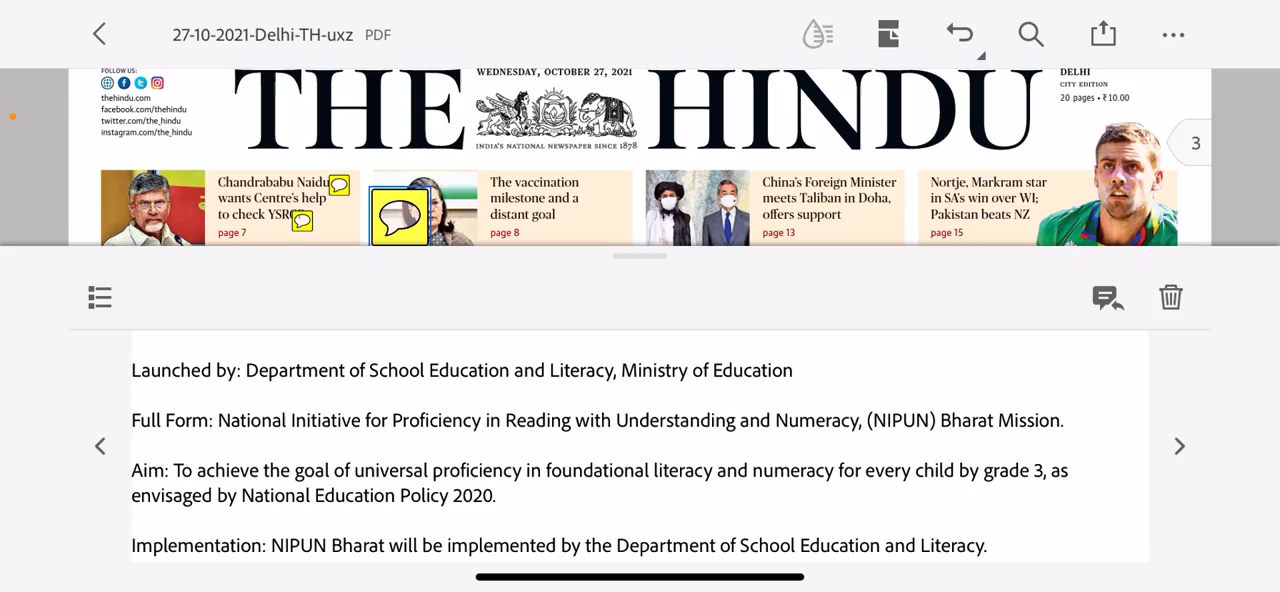 27-10-2021-Delhi-TH-uxz PDF
FOLLOW US:
thehindu.com
facebook.com/thehindu
twitter.com/the_hindu
instagram.com/the_hindu
THE HINDU
WEDNESDAY, OCTOBER 27, 2021
INDIA'S NATIONAL NEWSPAPER SINCE 1878
DELHI
CITY EDITION
20 pages • ₹10.00
3
Chandrababu Naidu
wants Centre's help
to check
page 7
The vaccination
milestone and a
distant goal
page 8
China's Foreign Minister
meets Taliban in Doha,
offers support
page 13
Nortje, Markram star
in SA's win over WI;
Pakistan beats NZ
page 15
Launched by: Department of School Education and Literacy, Ministry of Education
Full Form: National Initiative for Proficiency in Reading with Understanding and Numeracy, (NIPUN) Bharat Mission.
Aim: To achieve the goal of universal proficiency in foundational literacy and numeracy for every child by grade 3, as
envisaged by National Education Policy 2020.
Implementation: NIPUN Bharat will be implemented by the Department of School Education and Literacy.